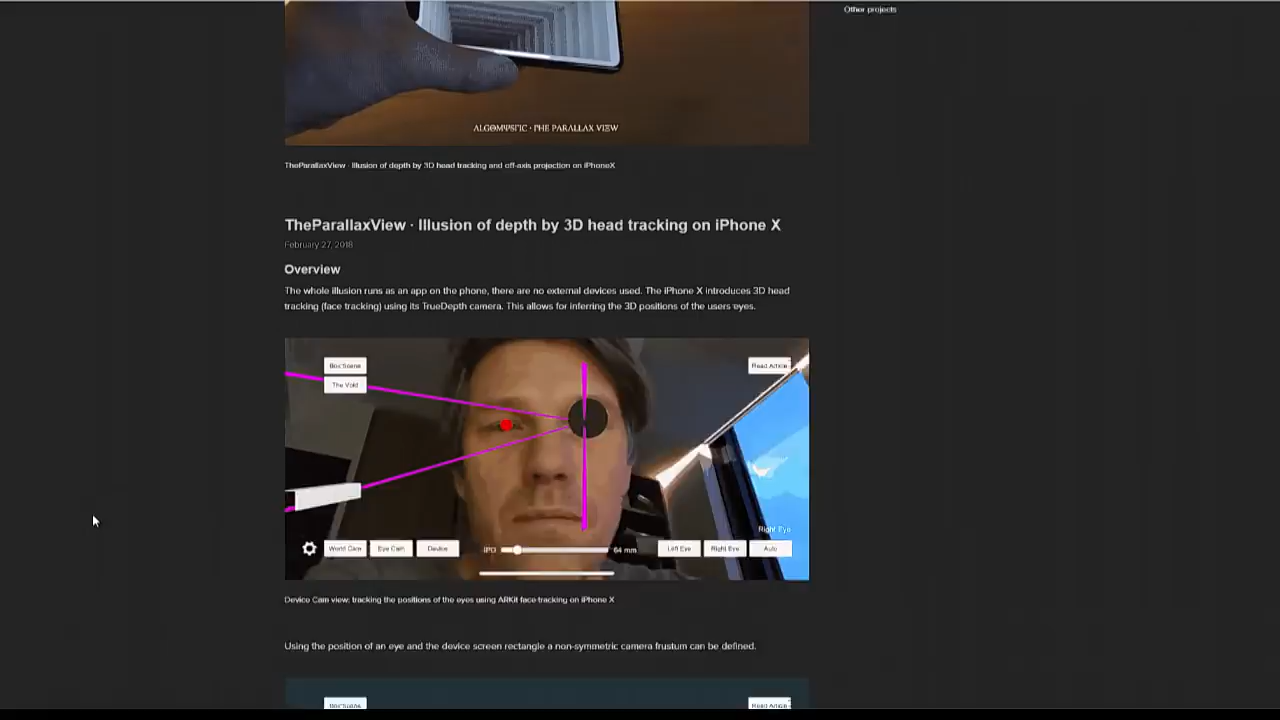 Other projects
ALGOMYSTIC · THE PARALLAX VIEW
TheParallaxView · Illusion of depth by 3D head tracking and off-axis projection on iPhoneX
TheParallaxView · Illusion of depth by 3D head tracking on iPhone X
February 27, 2018
Overview
The whole illusion runs as an app on the phone, there are no external devices used. The iPhone X introduces 3D head
tracking (face tracking) using its TrueDepth camera. This allows for inferring the 3D positions of the users eyes.
Box Scene
Read Article
The Void
Right Eye
World Cam
Eye Cam
Device
IPD
64 mm
Left Eye
Right Eye
Auto
Device Cam view; tracking the positions of the eyes using ARKit face tracking on iPhone X
Using the position of an eye and the device screen rectangle a non-symmetric camera frustum can be defined.
Read Article